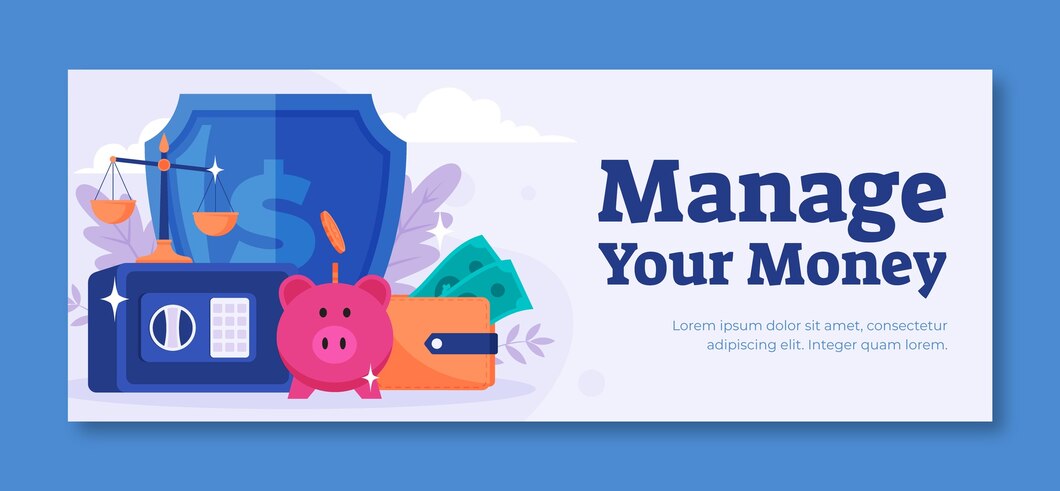 $
Manage
Your Money
Lorem ipsum dolor sit amet, consectetur
adipiscing elit. Integer quam lorem.